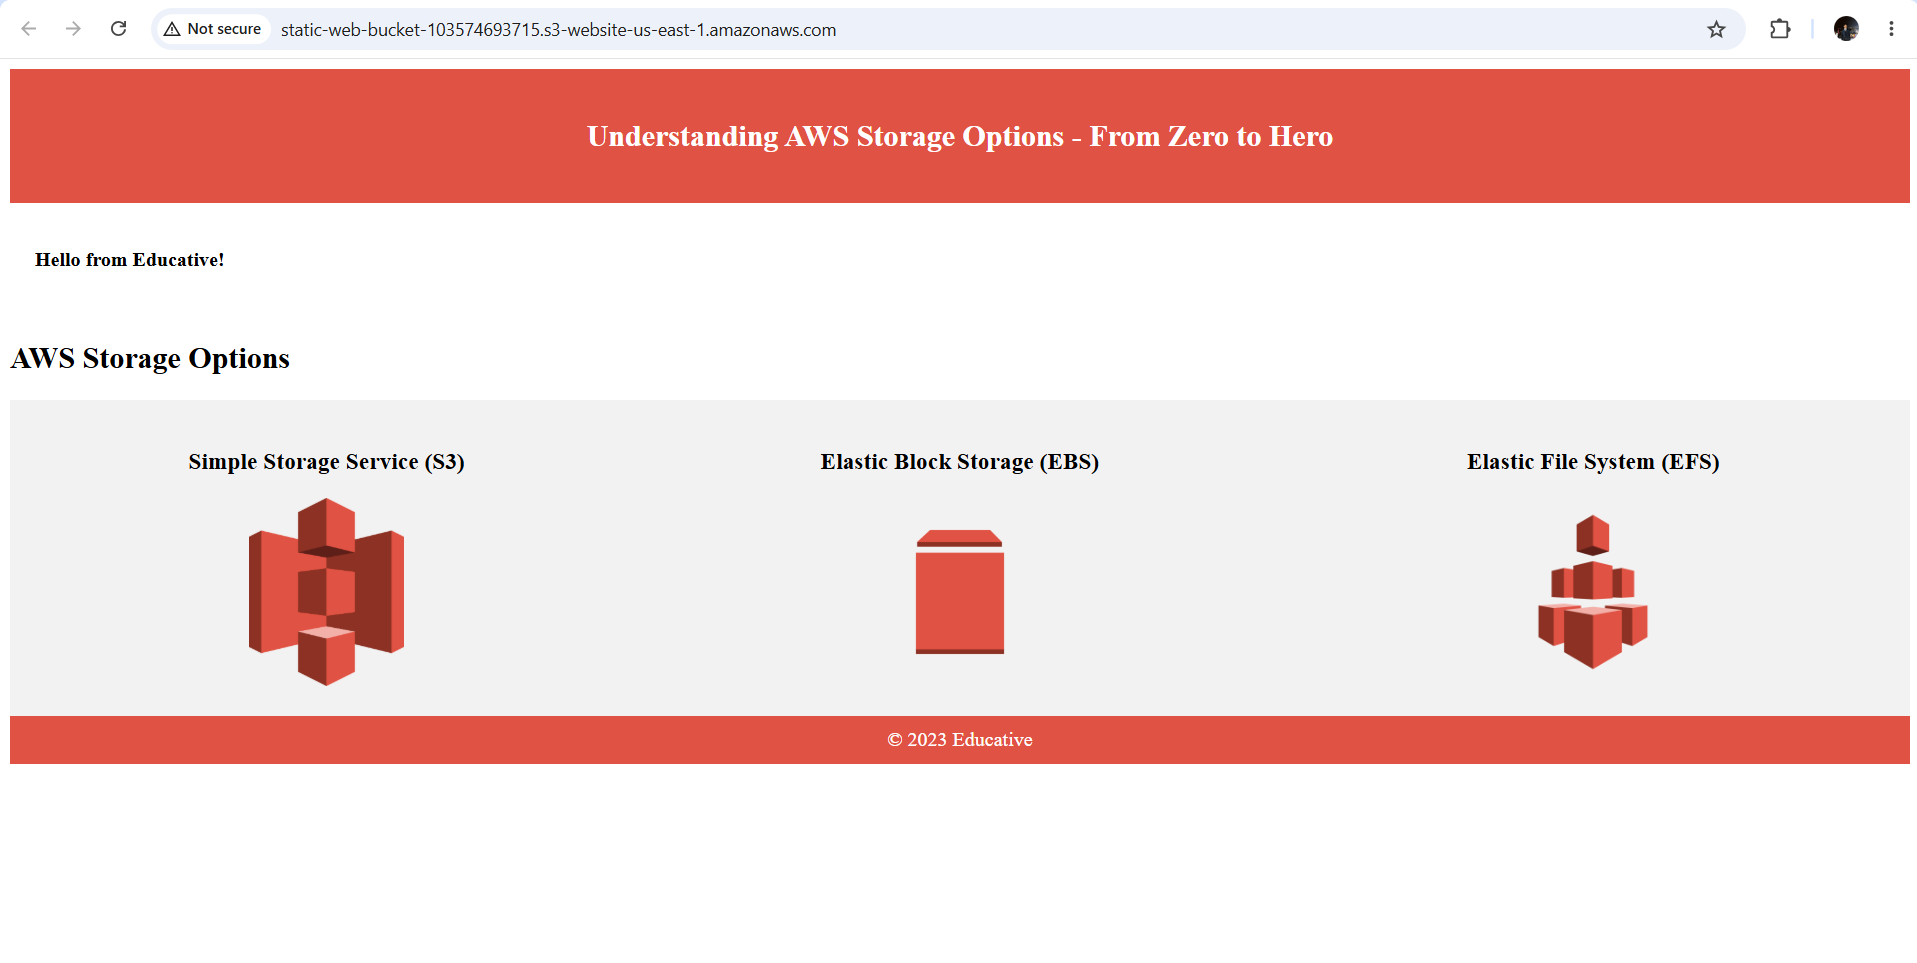 Not secure
static-web-bucket-103574693715.s3-website-us-east-1.amazonaws.com
Understanding AWS Storage Options - From Zero to Hero
Hello from Educative!
AWS Storage Options
Simple Storage Service (S3)
Elastic Block Storage (EBS)
Elastic File System (EFS)
© 2023 Educative